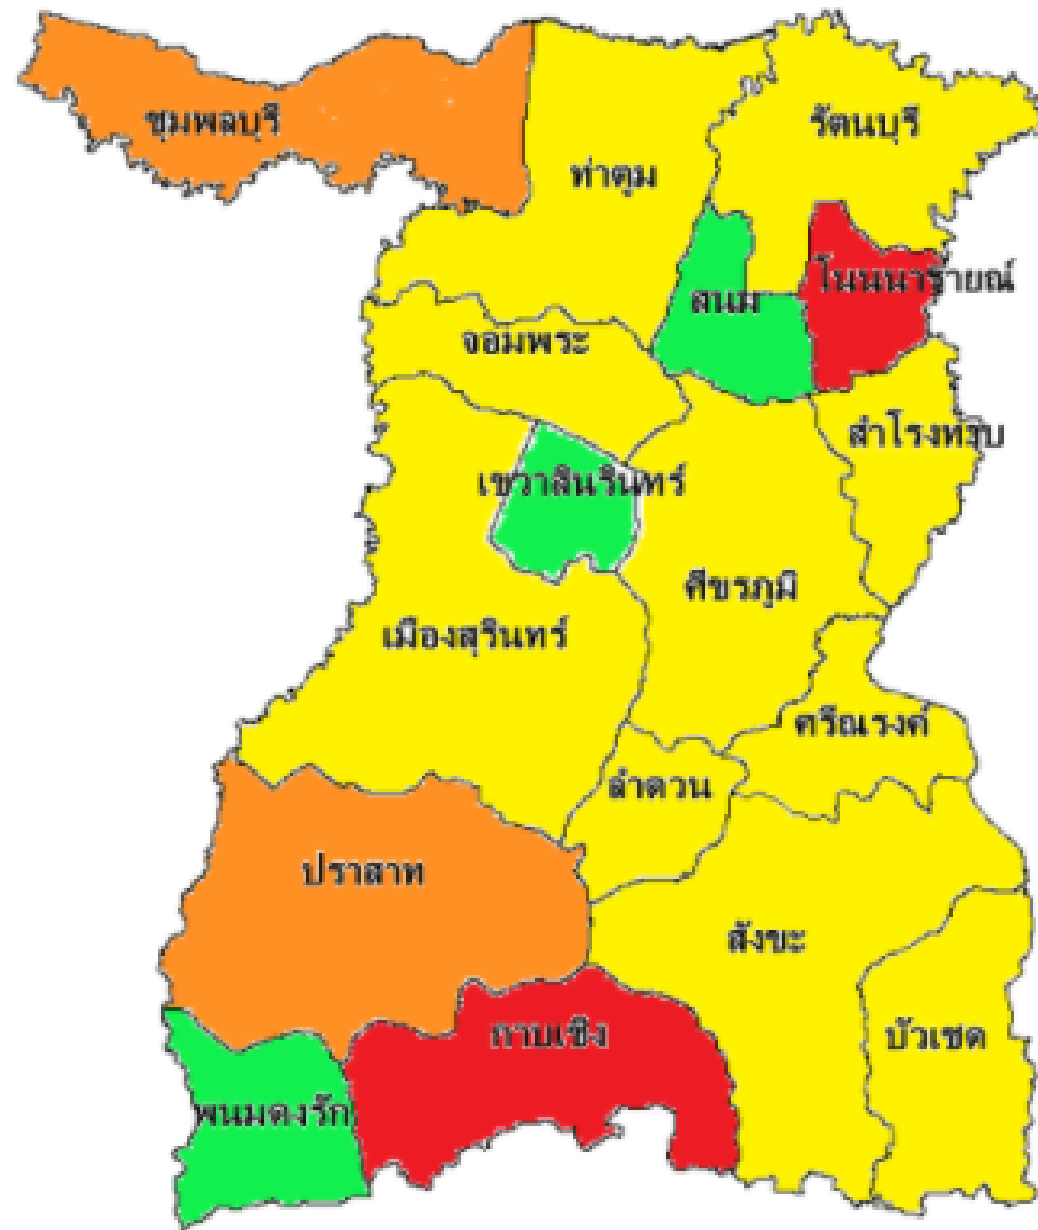 ชุมพลบุรี
รัตนบุรี
ท่าตูม
โนนนารายณ์
สนม
จอมพระ
สำโรงทาบ
เขวาสินรินทร์
ศีขรภูมิ
เมืองสุรินทร์
ศรีณรงค์
ลำดวน
ปราสาท
สังขะ
กาบเชิง
บัวเชด
พนมดงรัก